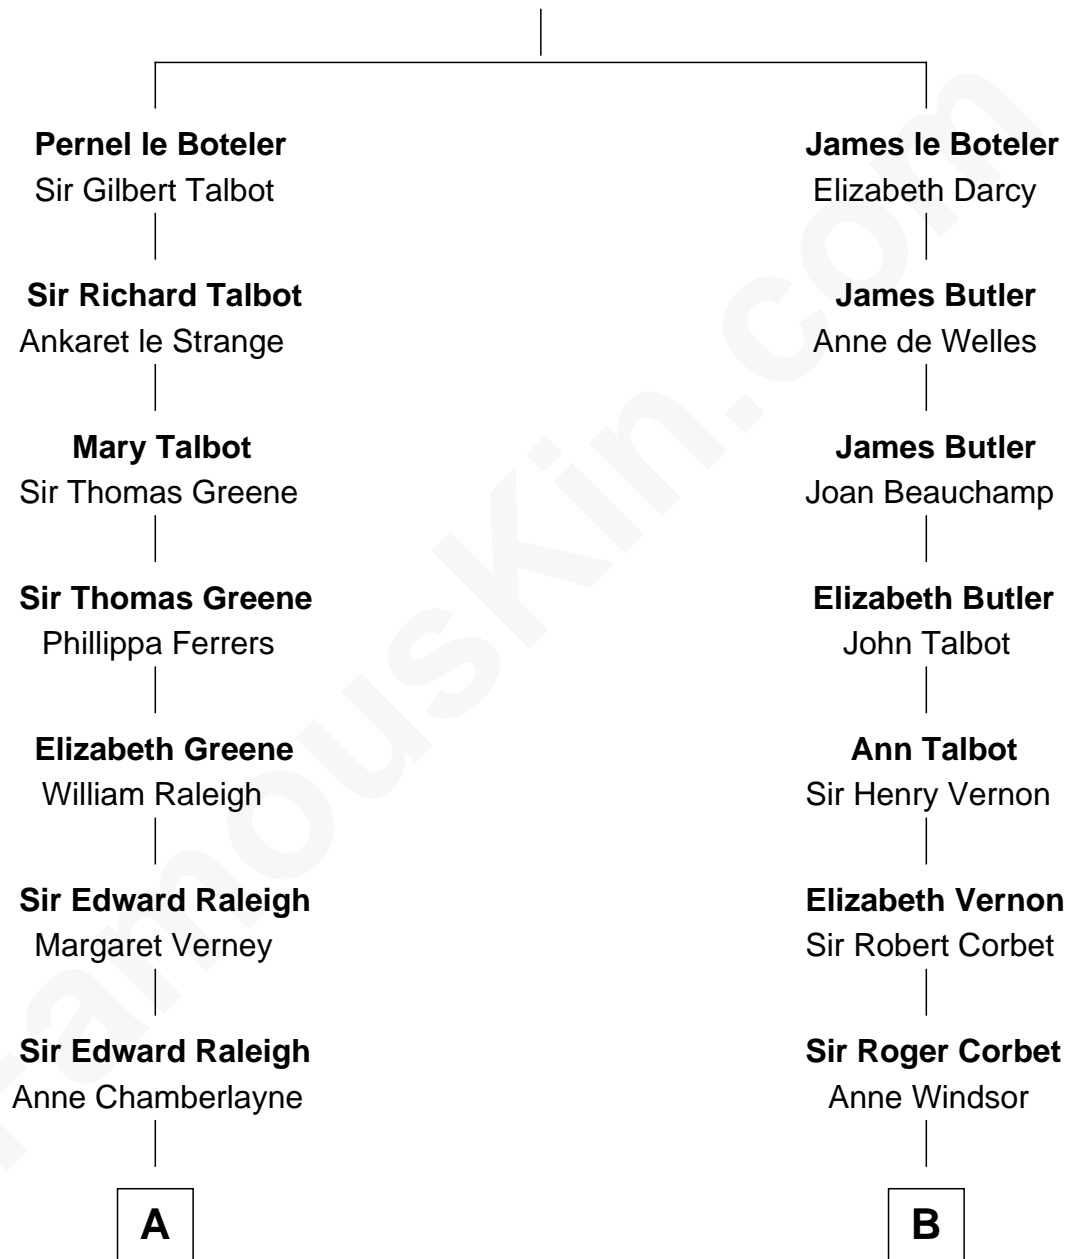 Pernel le Boteler
Sir Gilbert Talbot
Sir Richard Talbot
Ankaret le Strange
Mary Talbot
Sir Thomas Greene
Sir Thomas Greene
Phillippa Ferrers
Elizabeth Greene
William Raleigh
Sir Edward Raleigh
Margaret Verney
Sir Edward Raleigh
Anne Chamberlayne
A
James le Boteler
Elizabeth Darcy
James Butler
Anne de Welles
James Butler
Joan Beauchamp
Elizabeth Butler
John Talbot
Ann Talbot
Sir Henry Vernon
Elizabeth Vernon
Sir Robert Corbet
Sir Roger Corbet
Anne Windsor
B
FamousKin.com